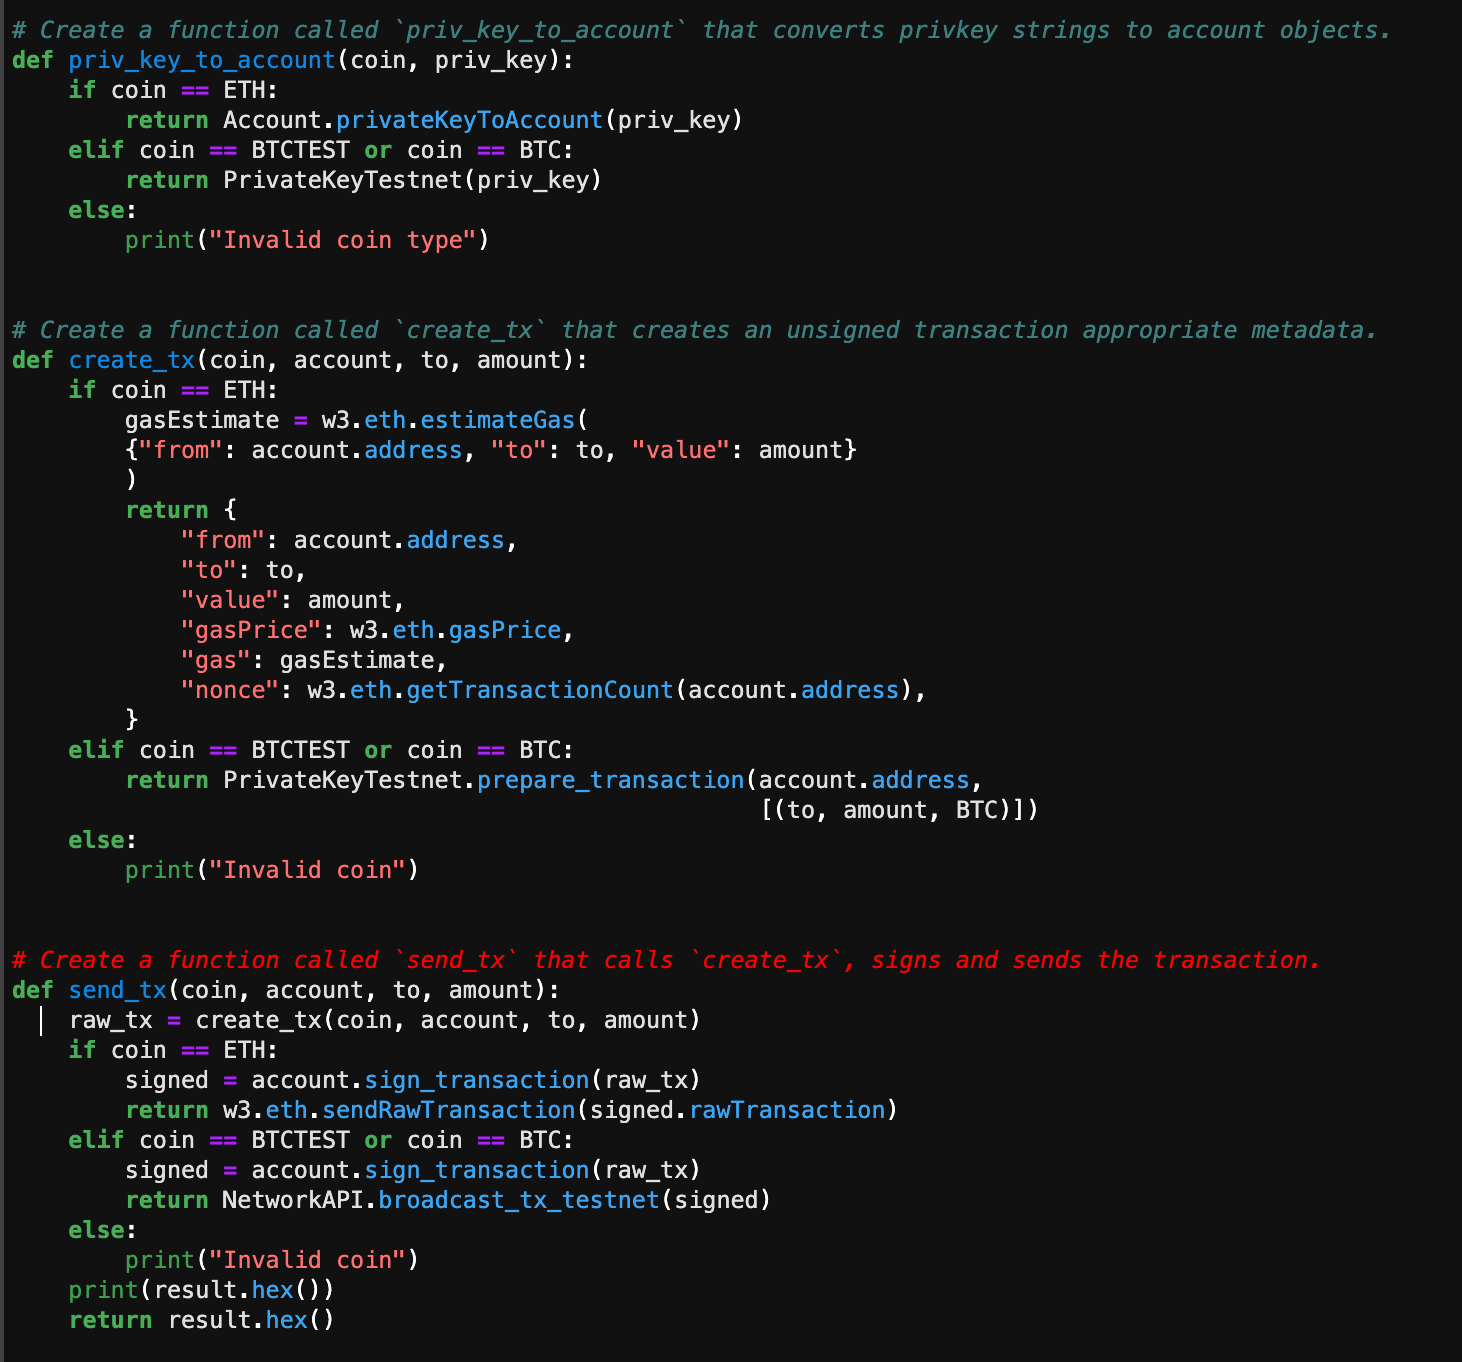 # Create a function called `priv_key_to_account` that converts privkey strings to account objects.
def priv_key_to_account(coin, priv_key):
    if coin == ETH:
        return Account.privateKeyToAccount(priv_key)
    elif coin == BTCTEST or coin == BTC:
        return PrivateKeyTestnet(priv_key)
    else:
        print("Invalid coin type")
# Create a function called `create_tx` that creates an unsigned transaction appropriate metadata.
def create_tx(coin, account, to, amount):
    if coin == ETH:
        gasEstimate = w3.eth.estimateGas(
        {"from": account.address, "to": to, "value": amount}
        )
        return {
            "from": account.address,
            "to": to,
            "value": amount,
            "gasPrice": w3.eth.gasPrice,
            "gas": gasEstimate,
            "nonce": w3.eth.getTransactionCount(account.address),
        }
    elif coin == BTCTEST or coin == BTC:
        return PrivateKeyTestnet.prepare_transaction(account.address,
                                                     [(to, amount, BTC)])
    else:
        print("Invalid coin")
# Create a function called `send_tx` that calls `create_tx`, signs and sends the transaction.
def send_tx(coin, account, to, amount):
    raw_tx = create_tx(coin, account, to, amount)
    if coin == ETH:
        signed = account.sign_transaction(raw_tx)
        return w3.eth.sendRawTransaction(signed.rawTransaction)
    elif coin == BTCTEST or coin == BTC:
        signed = account.sign_transaction(raw_tx)
        return NetworkAPI.broadcast_tx_testnet(signed)
    else:
        print("Invalid coin")
    print(result.hex())
    return result.hex()